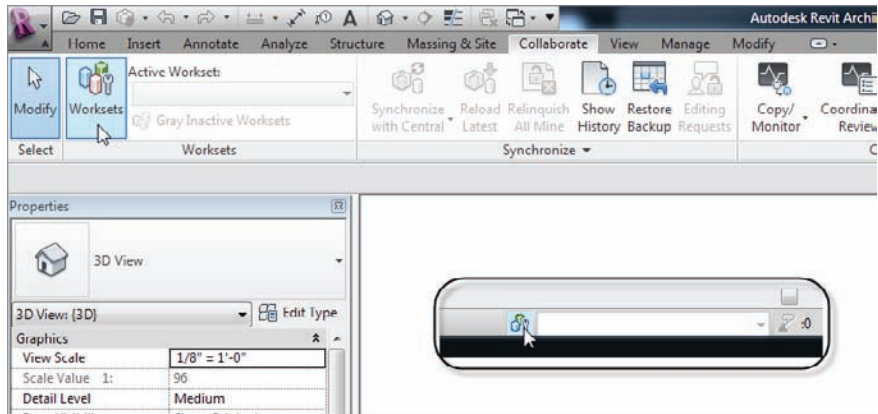 Autodesk Revit Archi
Home Insert Annotate Analyze Structure Massing & Site Collaborate View Manage Modify
Active Workset:
Modify Worksets
Gray Inactive Worksets
Synchronize with Central
Reload Latest
Relinquish All Mine
Show History
Restore Backup
Editing Requests
Copy/ Monitor
Coordina Review
Select Worksets Synchronize C
Properties
3D View
3D View: {3D} Edit Type
Graphics
View Scale 1/8" = 1'-0"
Scale Value 1: 96
Detail Level Medium
:0